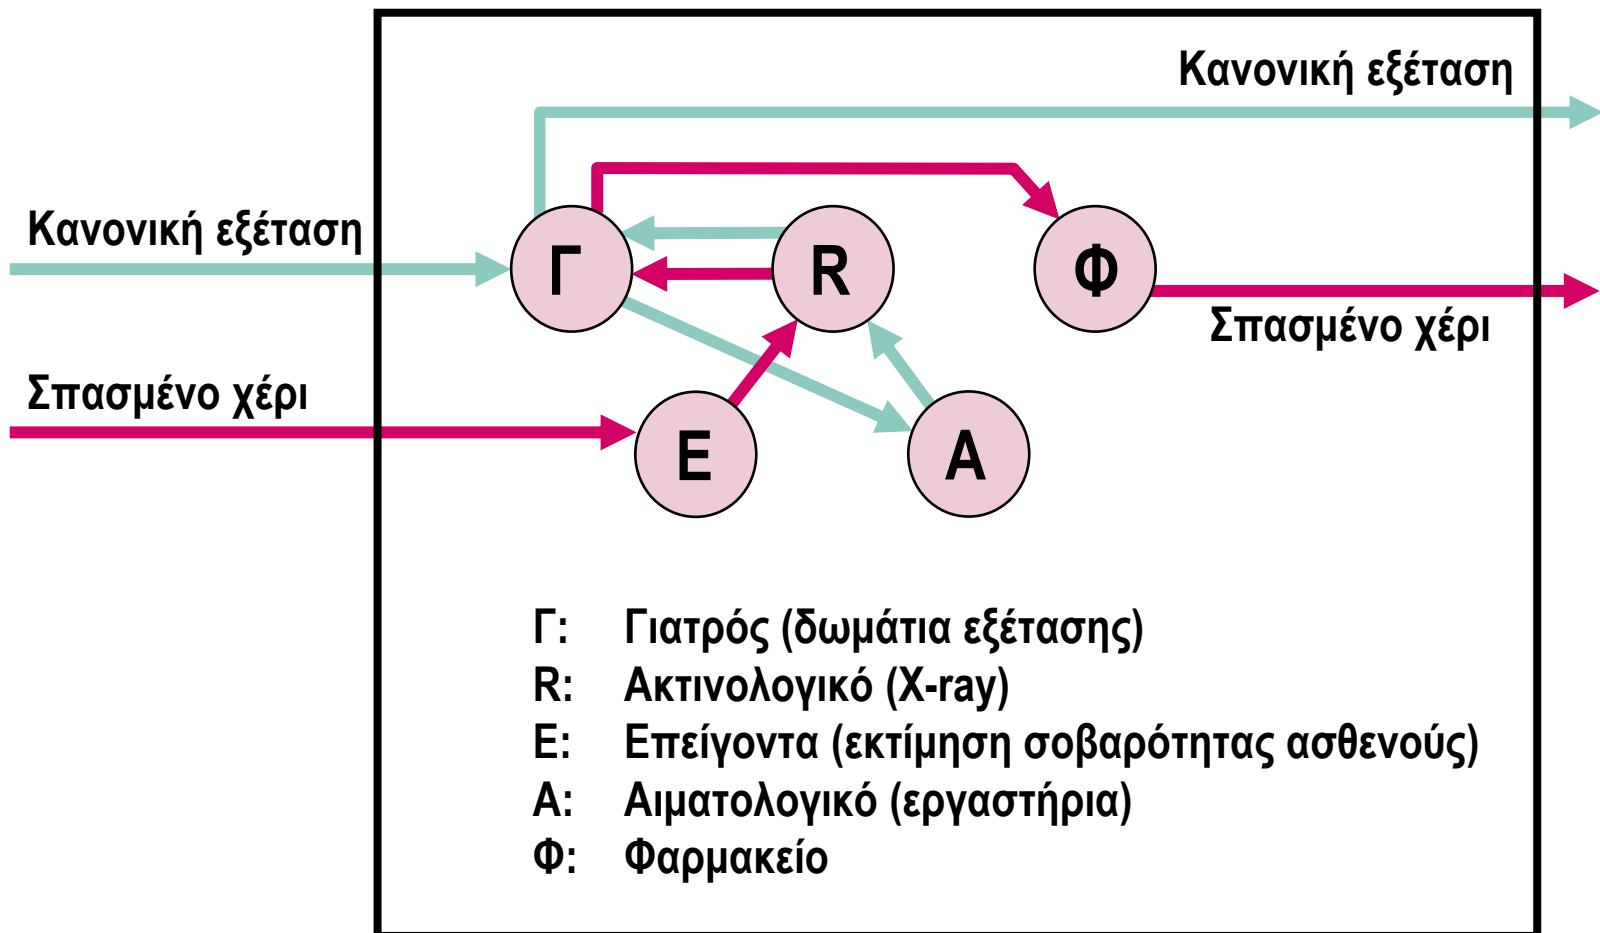 Κανονική εξέταση
Κανονική εξέταση
Γ
R
Φ
Σπασμένο χέρι
Σπασμένο χέρι
Ε
Α
Γ: Γιατρός (δωμάτια εξέτασης)
R: Ακτινολογικό (X-ray)
Ε: Επείγοντα (εκτίμηση σοβαρότητας ασθενούς)
Α: Αιματολογικό (εργαστήρια)
Φ: Φαρμακείο